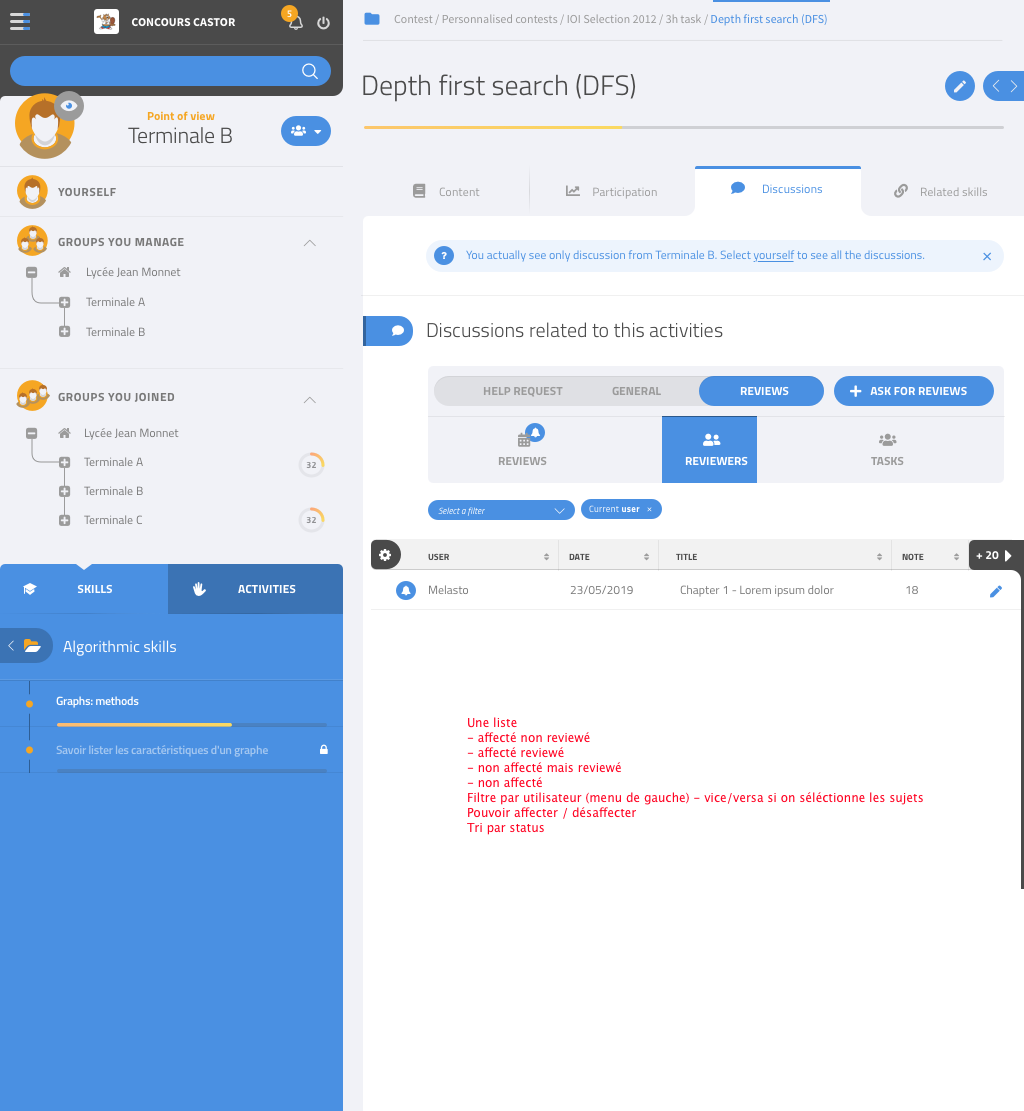 CONCOURS CASTOR
5
Point of view
Terminale B
YOURSELF
GROUPS YOU MANAGE
Lycée Jean Monnet
Terminale A
Terminale B
GROUPS YOU JOINED
Lycée Jean Monnet
Terminale A
32
Terminale B
Terminale C
32
SKILLS
ACTIVITIES
Algorithmic skills
Graphs: methods
Savoir lister les caractéristiques d'un graphe
Contest / Personnalised contests / IOI Selection 2012 / 3h task / Depth first search (DFS)
Depth first search (DFS)
Content
Participation
Discussions
Related skills
? You actually see only discussion from Terminale B. Select yourself to see all the discussions. ×
Discussions related to this activities
HELP REQUEST
GENERAL
REVIEWS
+ ASK FOR REVIEWS
REVIEWS
REVIEWERS
TASKS
Select a filter
Current user ×
USER
DATE
TITLE
NOTE
+ 20
Melasto
23/05/2019
Chapter 1 - Lorem ipsum dolor
18
Une liste
- affecté non reviewé
- affecté reviewé
- non affecté mais reviewé
- non affecté
Filtre par utilisateur (menu de gauche) - vice/versa si on séléctionne les sujets
Pouvoir affecter / désaffecter
Tri par status